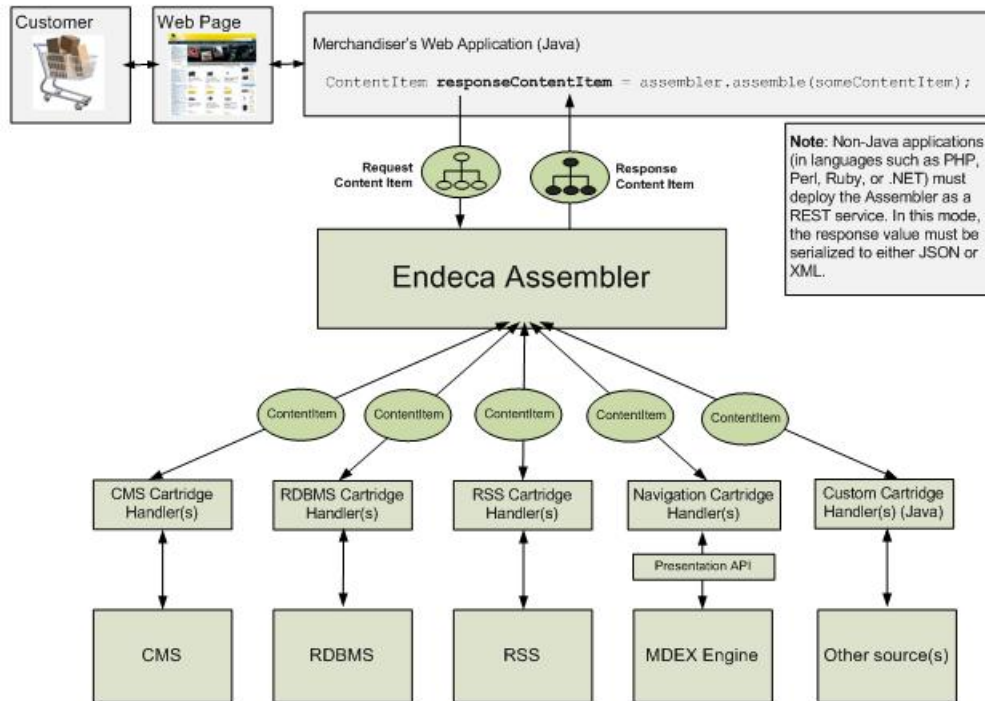 Customer
Web Page
Merchandiser's Web Application (Java)
ContentItem responseContentItem = assembler.assemble(someContentItem);
Request
Content Item
Response
Content Item
Note: Non-Java applications
(in languages such as PHP,
Perl, Ruby, or .NET) must
deploy the Assembler as a
REST service. In this mode,
the response value must be
serialized to either JSON or
XML.
Endeca Assembler
ContentItem
ContentItem
ContentItem
ContentItem
ContentItem
CMS Cartridge
Handler(s)
RDBMS Cartridge
Handler(s)
RSS Cartridge
Handler(s)
Navigation Cartridge
Handler(s)
Custom Cartridge
Handler(s) (Java)
Presentation API
CMS
RDBMS
RSS
MDEX Engine
Other source(s)